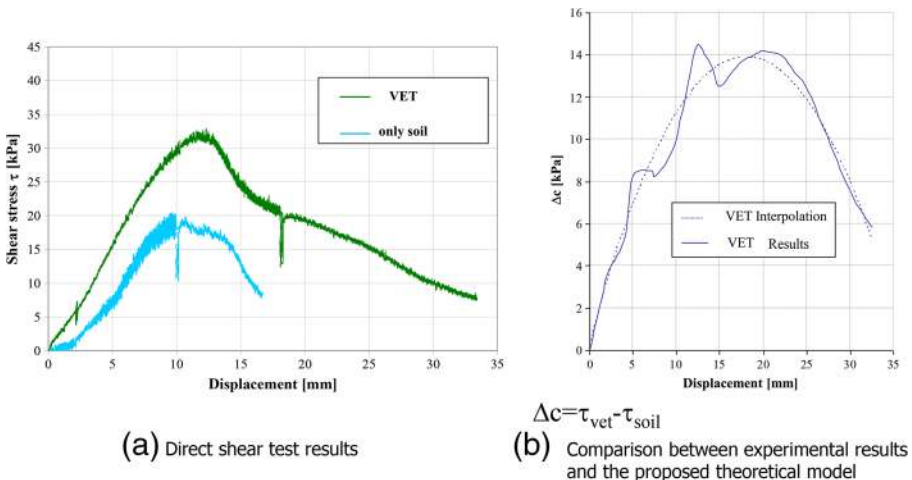 45
40
35
30
25
20
15
10
5
0
Shear stress τ [kPa]
VET
only soil
0 5 10 15 20 25 30 35
Displacement [mm]
(a) Direct shear test results
16
14
12
10
8
6
4
2
0
Δc [kPa]
VET Interpolation
VET Results
0 5 10 15 20 25 30 35
Displacement [mm]
Δc=τvet-τsoil
(b) Comparison between experimental results
and the proposed theoretical model